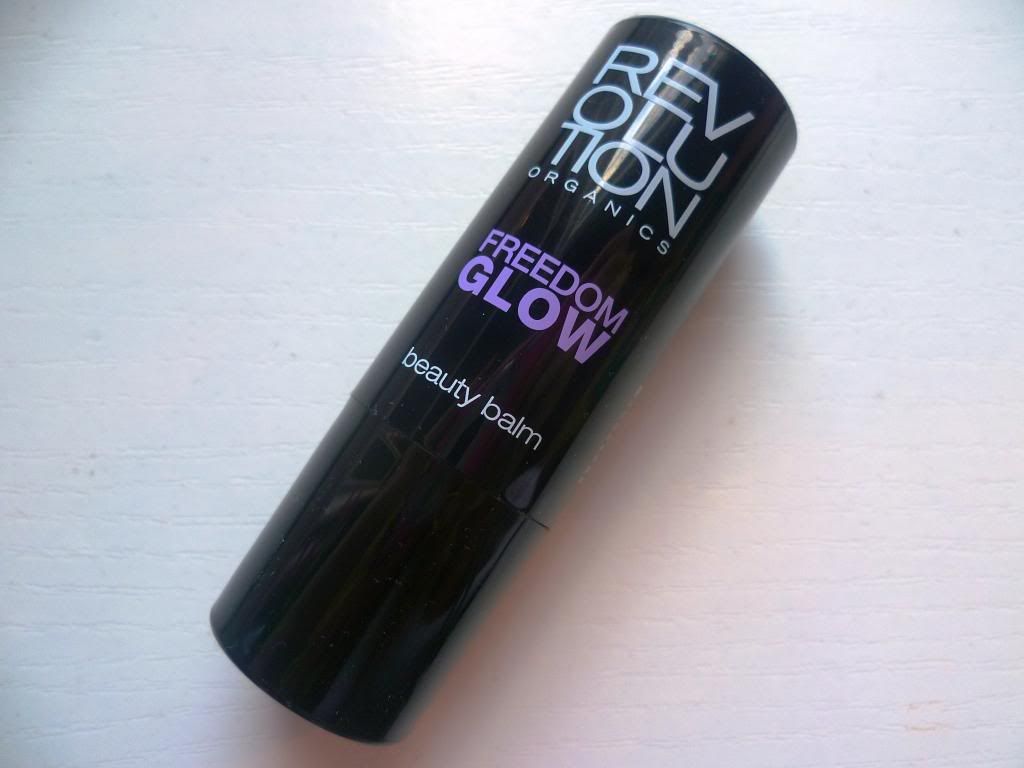 REV
OLU
TION
ORGANICS
FREEDOM
GLOW
beauty balm